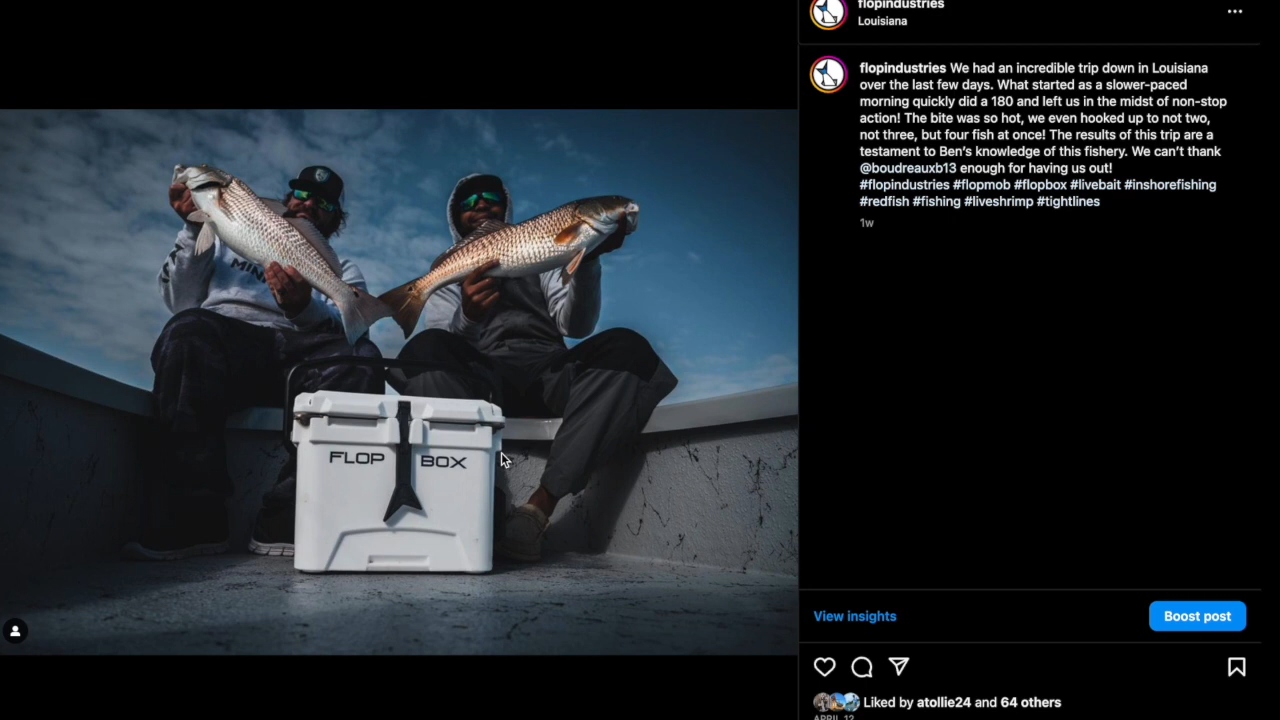 flopindustries
Louisiana
flopindustries We had an incredible trip down in Louisiana
over the last few days. What started as a slower-paced
morning quickly did a 180 and left us in the midst of non-stop
action! The bite was so hot, we even hooked up to not two,
not three, but four fish at once! The results of this trip are a
testament to Ben’s knowledge of this fishery. We can’t thank
@boudreauxb13 enough for having us out!
#flopindustries #flopmob #flopbox #livebait #inshorefishing
#redfish #fishing #liveshrimp #tightlines
1w
FLOP BOX
View insights
Boost post
Liked by atollie24 and 64 others
APRIL 12